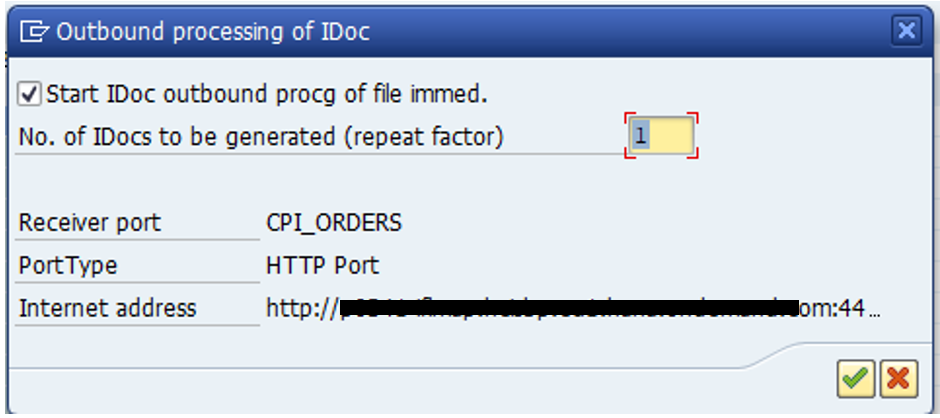 Outbound processing of IDoc
Start IDoc outbound procg of file immed.
No. of IDocs to be generated (repeat factor) 1
Receiver port CPI_ORDERS
PortType HTTP Port
Internet address http:// om:44...